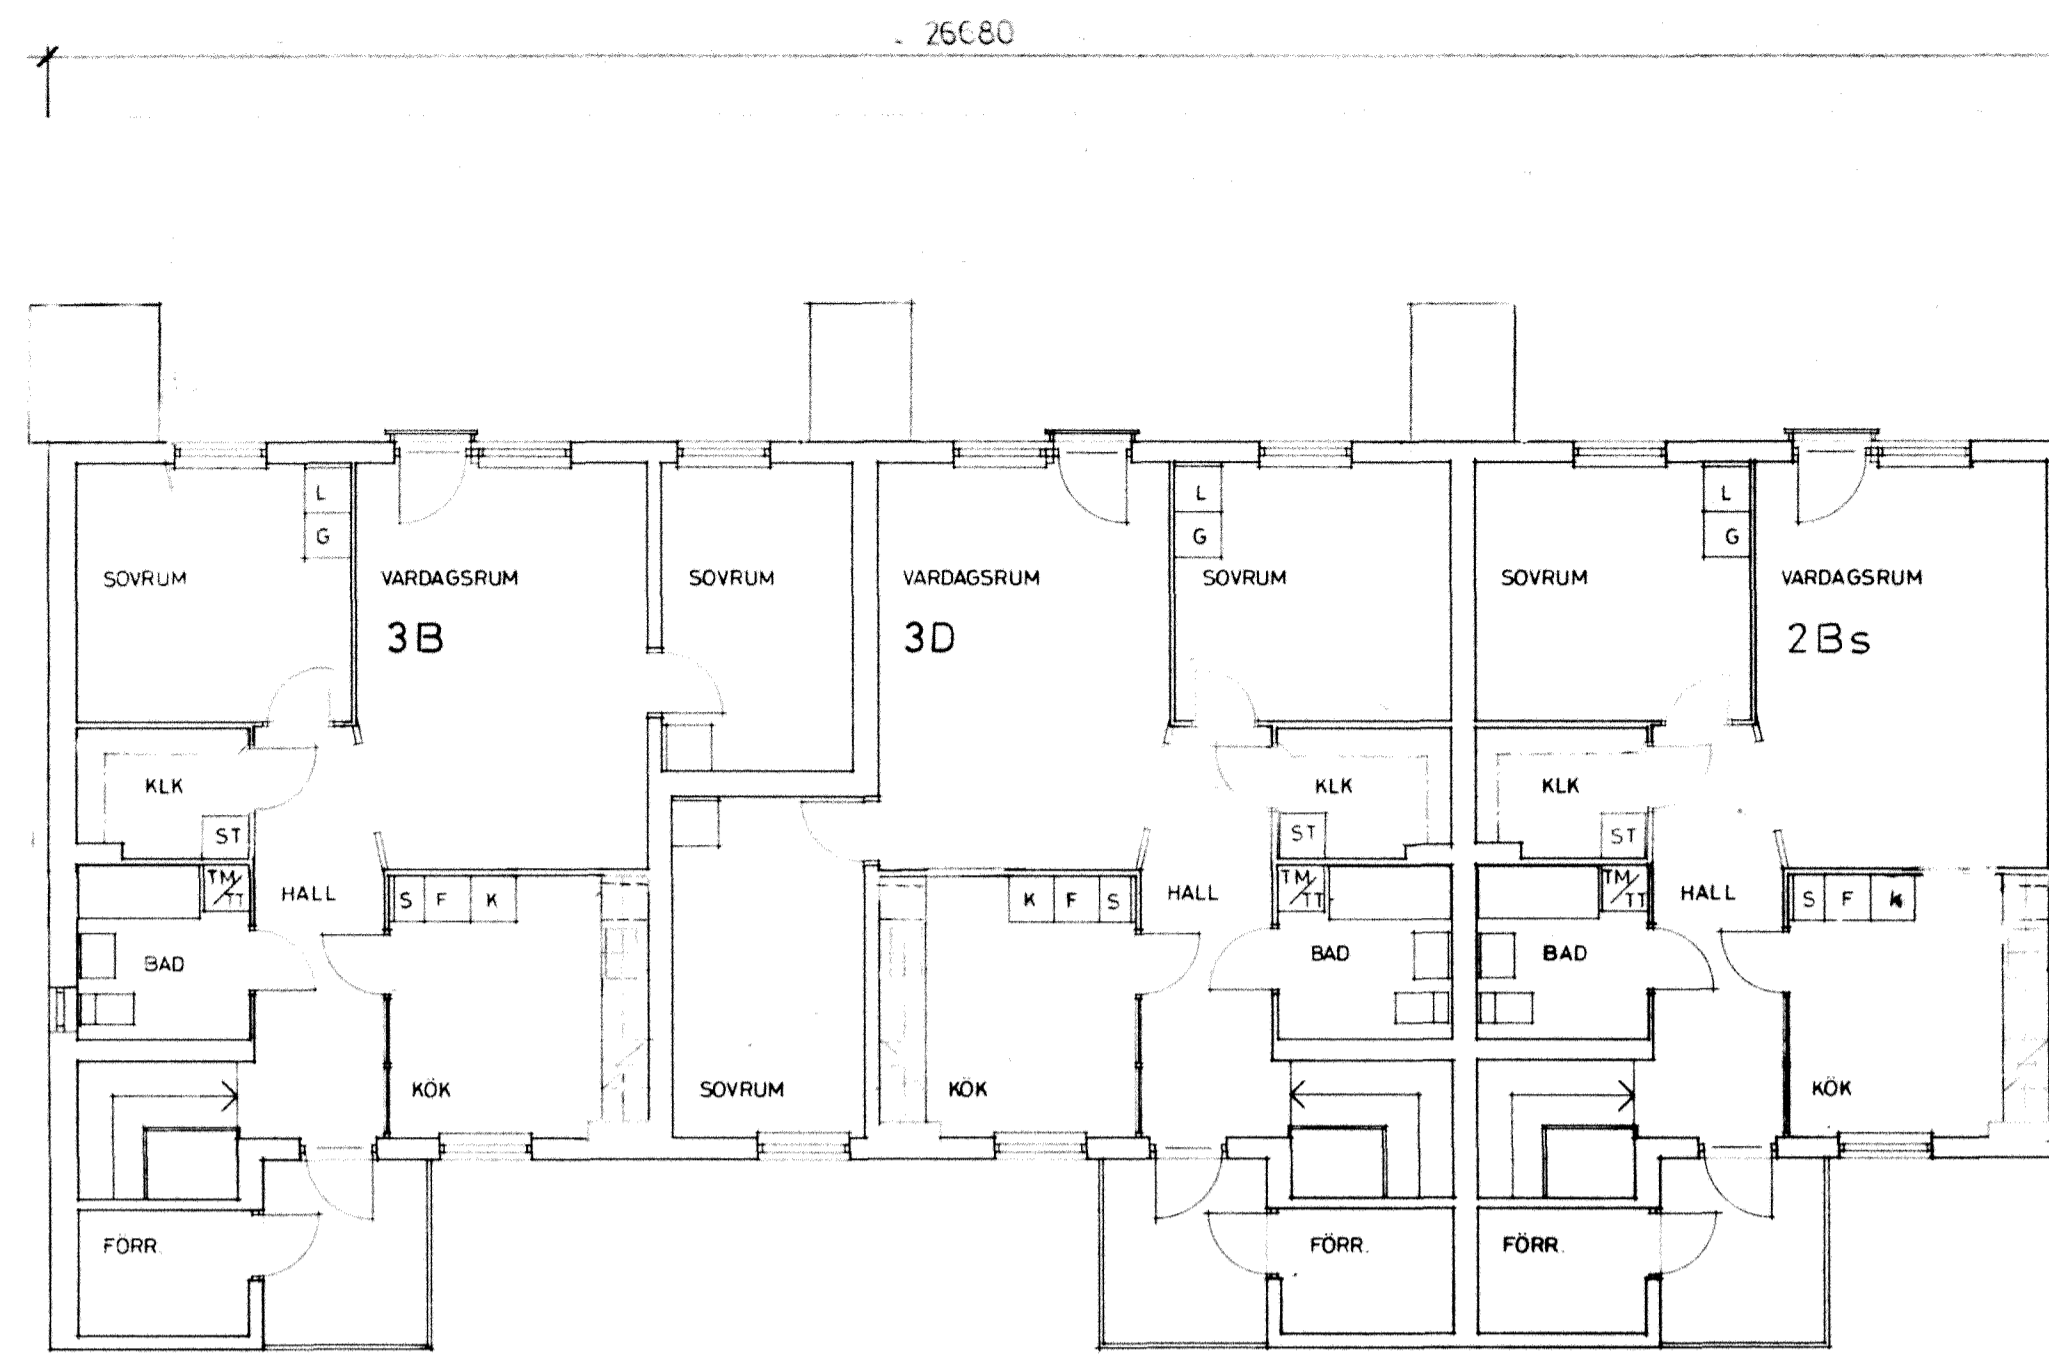 26680
L L L
G G G
SOVRUM VARDAGSRUM SOVRUM VARDAGSRUM SOVRUM SOVRUM VARDAGSRUM
3B 3D 2Bs
KLK KLK KLK
ST ST ST
TM/TT TM/TT TM/TT
HALL S F K K F S HALL HALL S F K
BAD BAD BAD
KÖK SOVRUM KÖK KÖK
FÖRR. FÖRR. FÖRR.